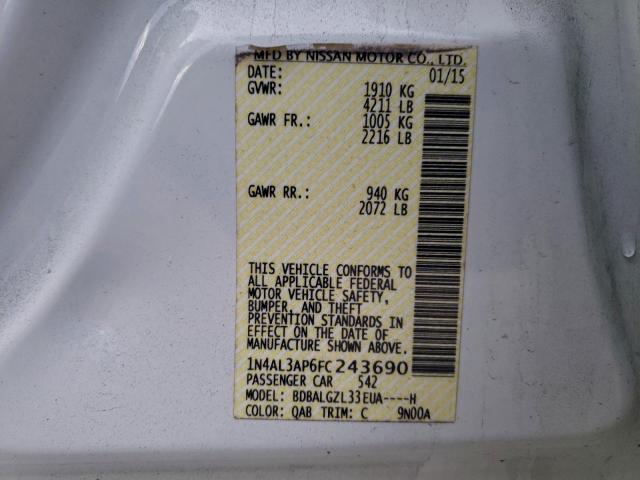 MFD BY NISSAN MOTOR CO., LTD.
DATE: 01/15
GVWR: 1910 KG
4211 LB
GAWR FR.: 1005 KG
2216 LB
GAWR RR.: 940 KG
2072 LB
THIS VEHICLE CONFORMS TO
ALL APPLICABLE FEDERAL
MOTOR VEHICLE SAFETY,
BUMPER, AND THEFT
PREVENTION STANDARDS IN
EFFECT ON THE DATE OF
MANUFACTURE SHOWN ABOVE.
1N4AL3AP6FC243690
PASSENGER CAR 542
MODEL: BDBALGZL33EUA----H
COLOR: QAB TRIM: C 9N00A